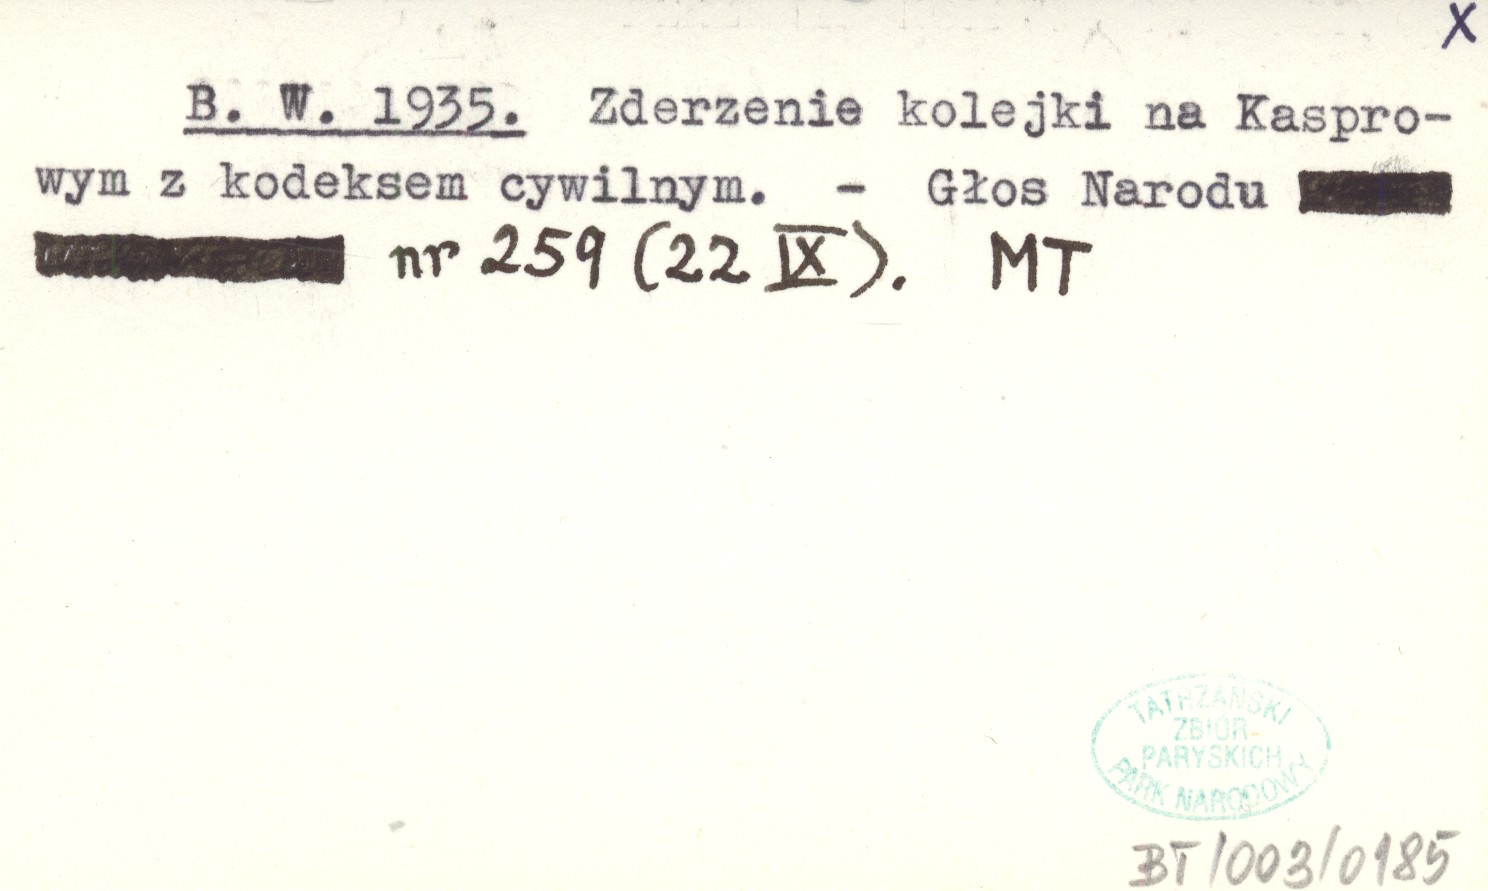 X
B. W. 1935. Zderzenie kolejki na Kaspro-
wym z kodeksem cywilnym. - Głos Narodu
nr 259 (22 IX). MT
TATRZAŃSKI
ZBIÓR
PARYSKICH
PARK NARODOWY
BT/003/0185